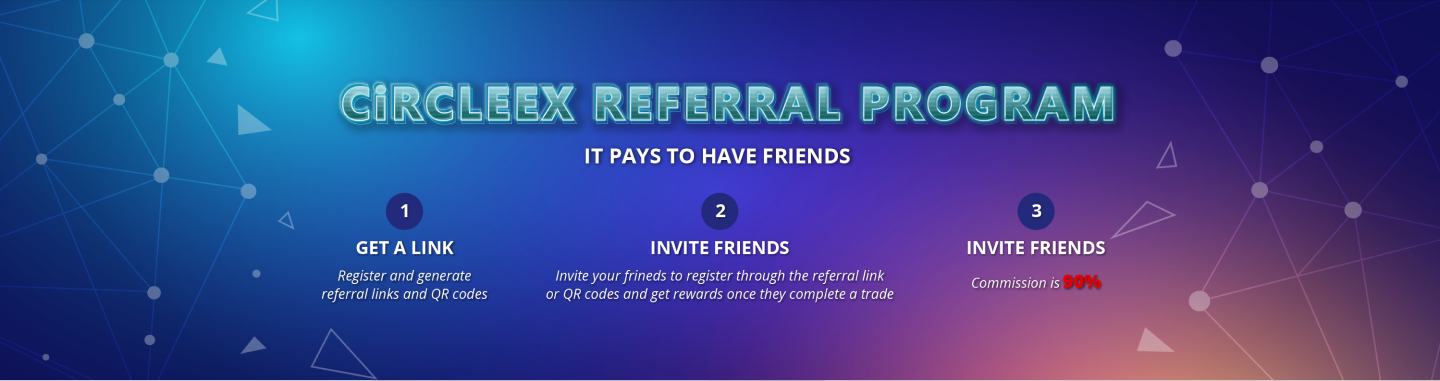 CiRCLEEX REFERRAL PROGRAM
IT PAYS TO HAVE FRIENDS
1
GET A LINK
Register and generate
referral links and QR codes
2
INVITE FRIENDS
Invite your frineds to register through the referral link
or QR codes and get rewards once they complete a trade
3
INVITE FRIENDS
Commission is 90%